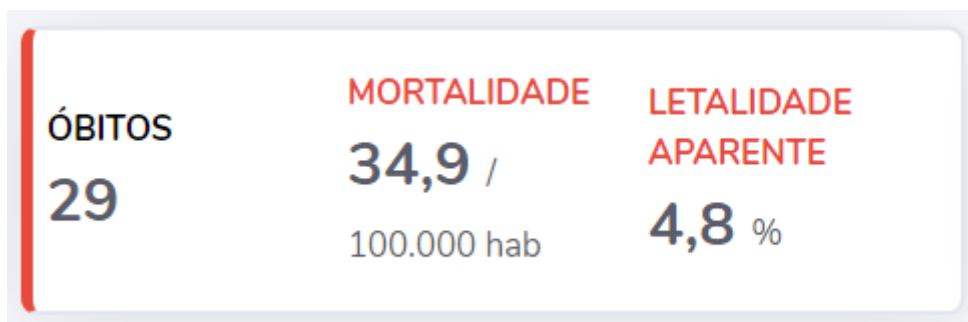 ÓBITOS
29
MORTALIDADE
34,9 /
100.000 hab
LETALIDADE
APARENTE
4,8 %